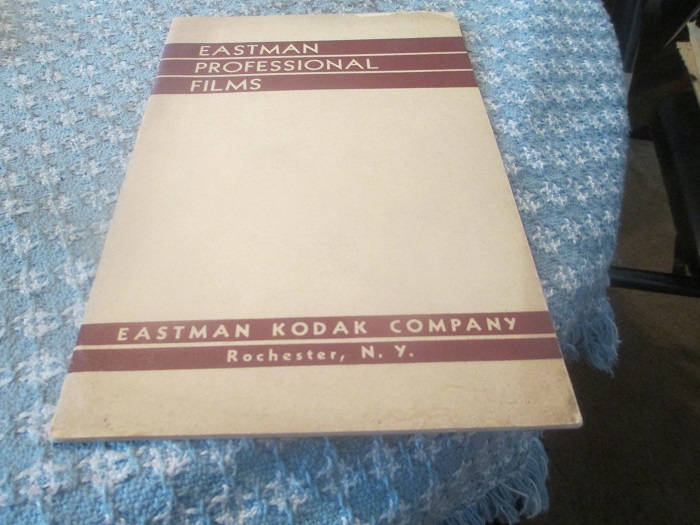 EASTMAN
PROFESSIONAL
FILMS
EASTMAN KODAK COMPANY
Rochester, N. Y.